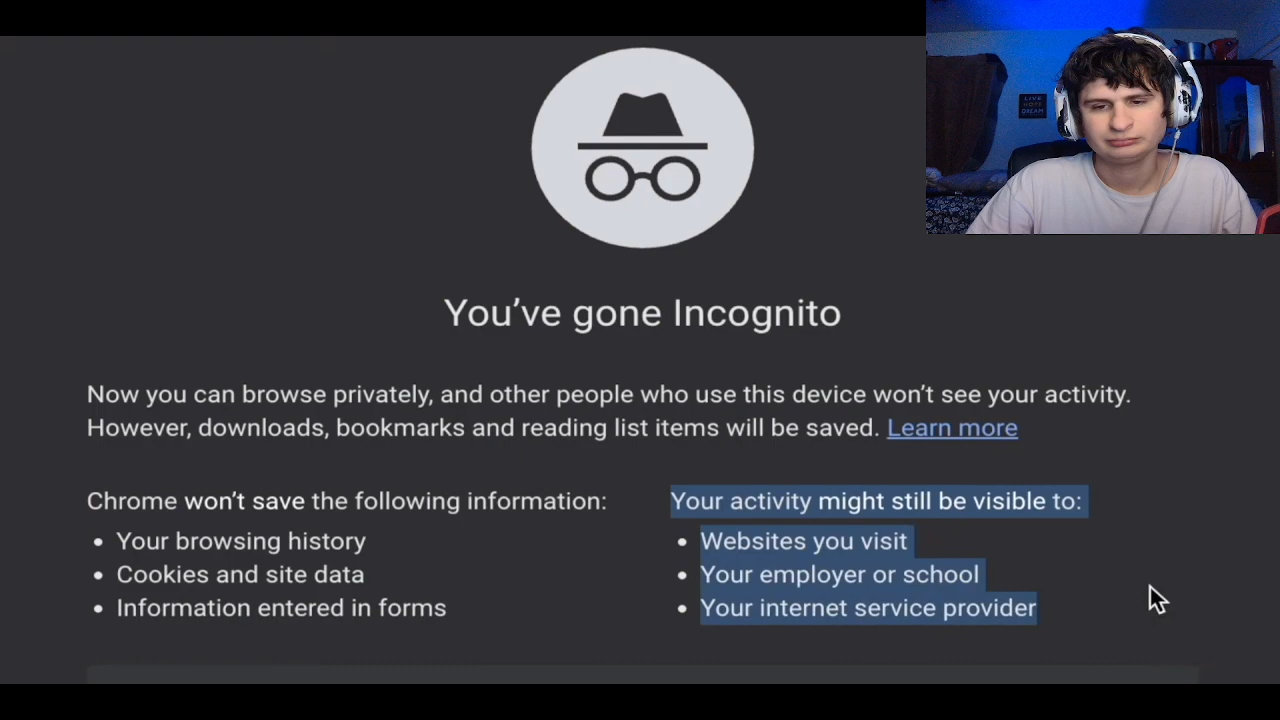 LIVE
HOPE
DREAM
You've gone Incognito
Now you can browse privately, and other people who use this device won't see your activity.
However, downloads, bookmarks and reading list items will be saved. Learn more
Chrome won't save the following information:
• Your browsing history
• Cookies and site data
• Information entered in forms
Your activity might still be visible to:
• Websites you visit
• Your employer or school
• Your internet service provider